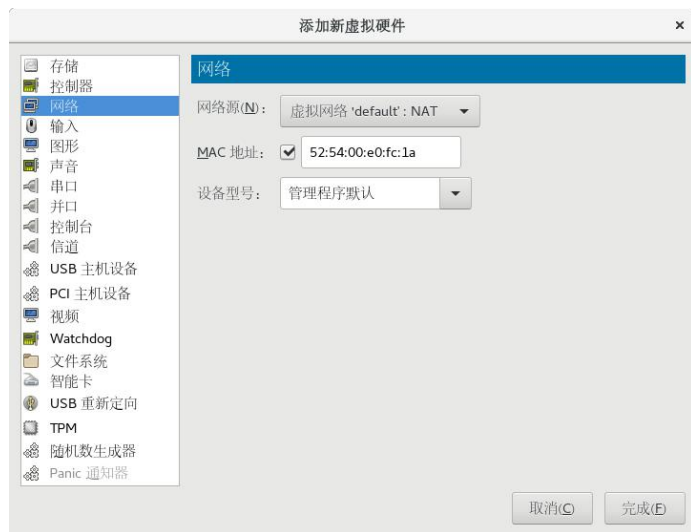 添加新虚拟硬件
×
存储
控制器
网络
输入
图形
声音
串口
并口
控制台
信道
USB 主机设备
PCI 主机设备
视频
Watchdog
文件系统
智能卡
USB 重新定向
TPM
随机数生成器
Panic 通知器
网络
网络源(N)： 虚拟网络 'default' : NAT
MAC 地址： 52:54:00:e0:fc:1a
设备型号： 管理程序默认
取消(C) 完成(F)